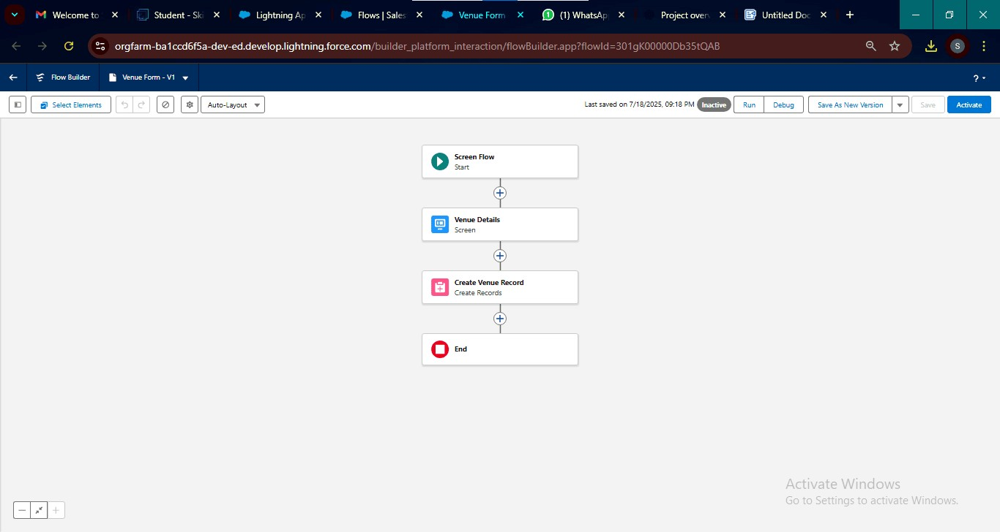 Welcome to
Student - Sk
Lightning Ap
Flows | Sales
Venue Form
(1) WhatsAp
Project over
Untitled Doc
orgfarm-ba1ccd6f5a-dev-ed.develop.lightning.force.com/builder_platform_interaction/flowBuilder.app?flowId=301gK00000Db35tQAB
S
Flow Builder
Venue Form - V1
?
Select Elements
Auto-Layout
Last saved on 7/18/2025, 09:18 PM
Inactive
Run
Debug
Save As New Version
Save
Activate
Screen Flow
Start
Venue Details
Screen
Create Venue Record
Create Records
End
Activate Windows
Go to Settings to activate Windows.